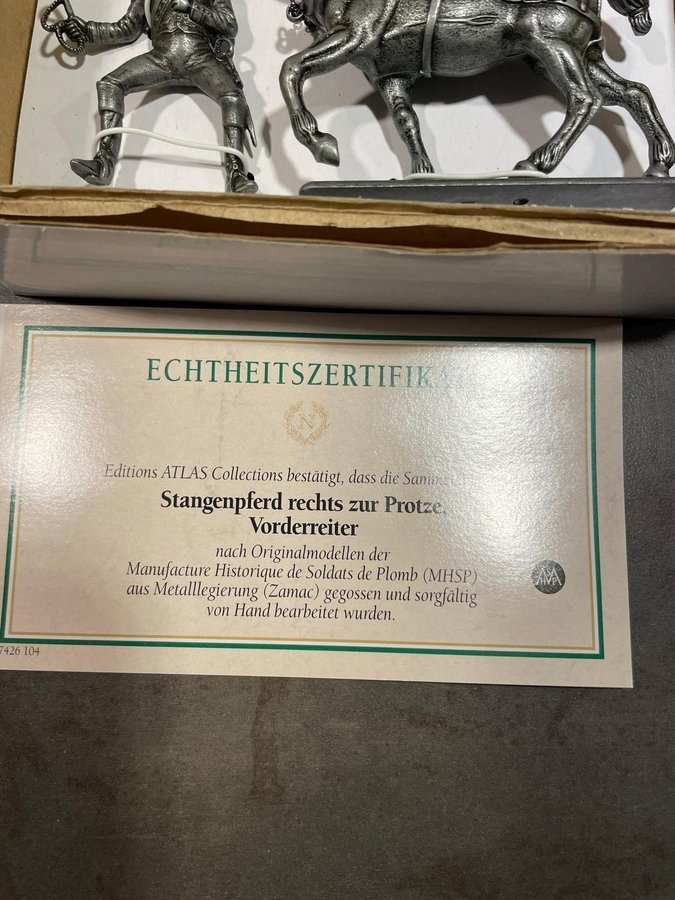 ECHTHEITSZERTIFIKA
N
Editions ATLAS Collections bestätigt, dass die
Stangenpferd rechts zur Protze,
Vorderreiter
nach Originalmodellen der
Manufacture Historique de Soldats de Plomb (MHSP)
aus Metalllegierung (Zamac) gegossen und sorgfältig
von Hand bearbeitet wurden.
7426 104